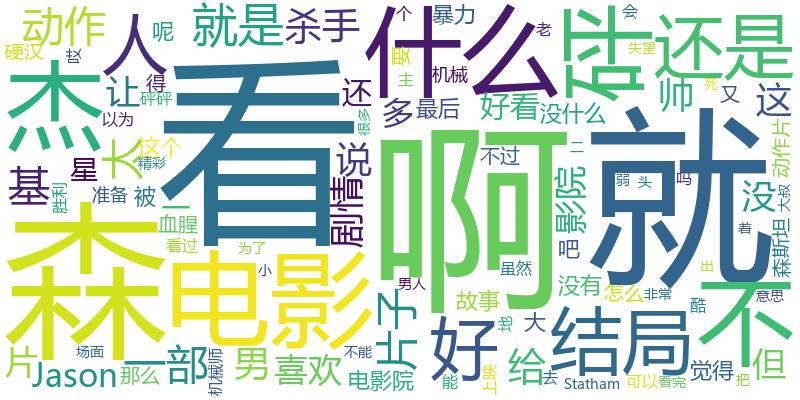 动作
人
就是
杀手
什么
暴力
个
老
砰
会
还是
失望
硬汉
哎
呢
要
主
杰
让
得
还
多
机械
最后
好看
没什么
帅
又
死
这
砰砰
以为
很多
看
啊
就
基
星
太
这个
精彩
说
不过
二
影院
弱
头
吗
没
动作片
大叔
胜利
准备
被
剧情
血腥
看过
为了
小
森
电影
吧
虽然
没有
怎么
非常
着
出
森斯坦
酷
意思
不
男人
片子
故事
好
大
结局
但
片
Jason
场面
那么
一部
机械师
男
喜欢
电影院
不能
能
给
去
Statham
可以
看完
觉得
把